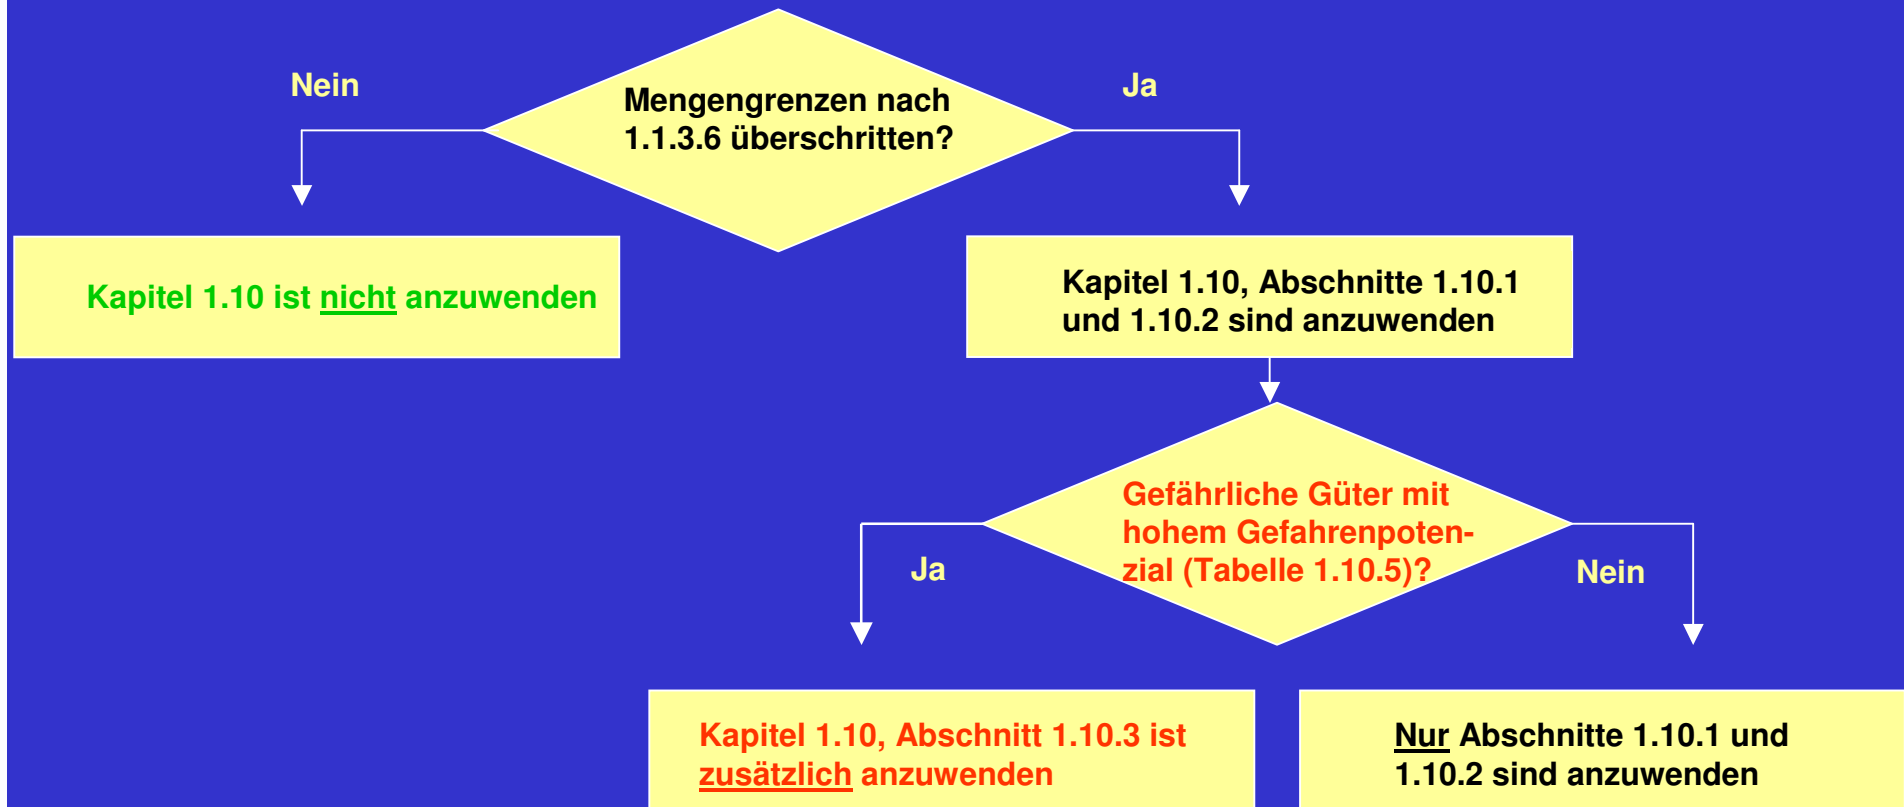 Nein
Ja
Mengengrenzen nach
1.1.3.6 überschritten?
Kapitel 1.10 ist nicht anzuwenden
Kapitel 1.10, Abschnitte 1.10.1
und 1.10.2 sind anzuwenden
Gefährliche Güter mit
hohem Gefahrenpoten-
zial (Tabelle 1.10.5)?
Ja
Nein
Kapitel 1.10, Abschnitt 1.10.3 ist
zusätzlich anzuwenden
Nur Abschnitte 1.10.1 und
1.10.2 sind anzuwenden